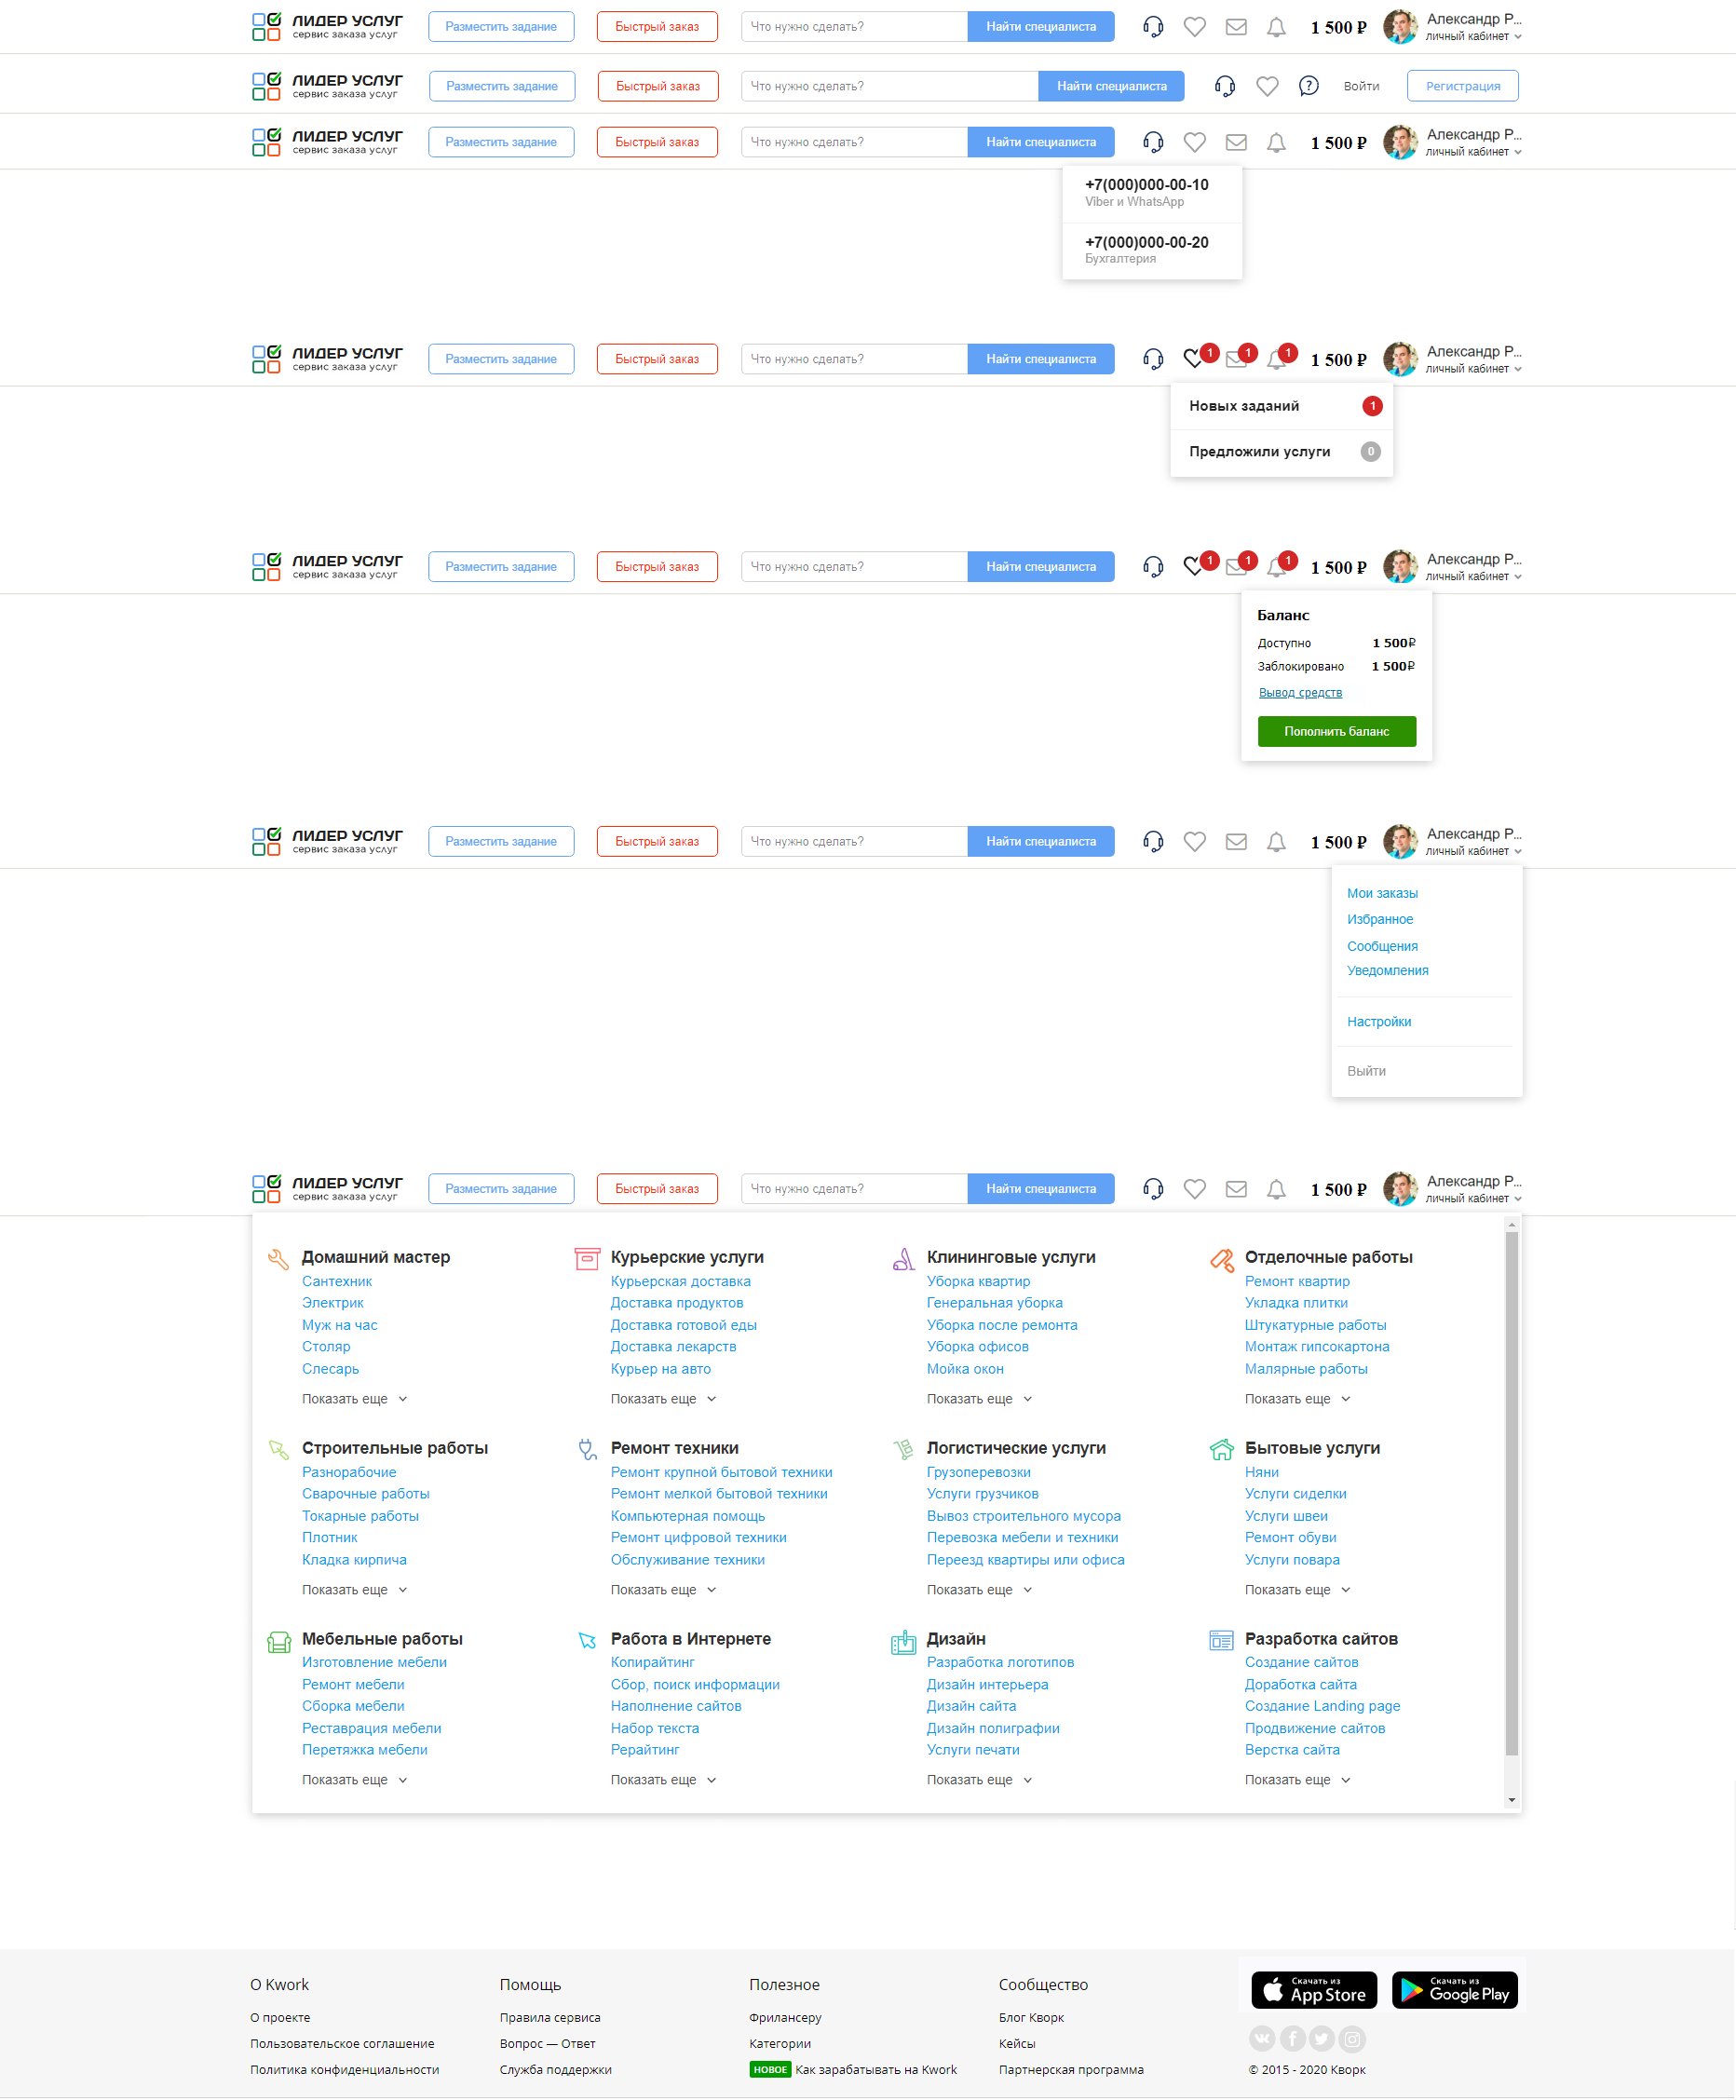 ЛИДЕР УСЛУГ Разместить задание Быстрый заказ Что нужно сделать? Найти специалиста 1 500 ₽ Александр Р...
сервис заказа услуг личный кабинет
ЛИДЕР УСЛУГ Разместить задание Быстрый заказ Что нужно сделать? Найти специалиста ? Войти Регистрация
сервис заказа услуг
ЛИДЕР УСЛУГ Разместить задание Быстрый заказ Что нужно сделать? Найти специалиста 1 500 ₽ Александр Р...
сервис заказа услуг личный кабинет
+7(000)000-00-10
Viber и WhatsApp
+7(000)000-00-20
Бухгалтерия
ЛИДЕР УСЛУГ Разместить задание Быстрый заказ Что нужно сделать? Найти специалиста 1 1 1 1 500 ₽ Александр Р...
сервис заказа услуг личный кабинет
Новых заданий 1
Предложили услуги 0
ЛИДЕР УСЛУГ Разместить задание Быстрый заказ Что нужно сделать? Найти специалиста 1 1 1 1 500 ₽ Александр Р...
сервис заказа услуг личный кабинет
Баланс
Доступно 1 500₽
Заблокировано 1 500₽
Вывод средств
Пополнить баланс
ЛИДЕР УСЛУГ Разместить задание Быстрый заказ Что нужно сделать? Найти специалиста 1 500 ₽ Александр Р...
сервис заказа услуг личный кабинет
Мои заказы
Избранное
Сообщения
Уведомления
Настройки
Выйти
ЛИДЕР УСЛУГ Разместить задание Быстрый заказ Что нужно сделать? Найти специалиста 1 500 ₽ Александр Р...
сервис заказа услуг личный кабинет
Домашний мастер
Сантехник
Электрик
Муж на час
Столяр
Слесарь
Показать еще
Курьерские услуги
Курьерская доставка
Доставка продуктов
Доставка готовой еды
Доставка лекарств
Курьер на авто
Показать еще
Клининговые услуги
Уборка квартир
Генеральная уборка
Уборка после ремонта
Уборка офисов
Мойка окон
Показать еще
Отделочные работы
Ремонт квартир
Укладка плитки
Штукатурные работы
Монтаж гипсокартона
Малярные работы
Показать еще
Строительные работы
Разнорабочие
Сварочные работы
Токарные работы
Плотник
Кладка кирпича
Показать еще
Ремонт техники
Ремонт крупной бытовой техники
Ремонт мелкой бытовой техники
Компьютерная помощь
Ремонт цифровой техники
Обслуживание техники
Показать еще
Логистические услуги
Грузоперевозки
Услуги грузчиков
Вывоз строительного мусора
Перевозка мебели и техники
Переезд квартиры или офиса
Показать еще
Бытовые услуги
Няни
Услуги сиделки
Услуги швеи
Ремонт обуви
Услуги повара
Показать еще
Мебельные работы
Изготовление мебели
Ремонт мебели
Сборка мебели
Реставрация мебели
Перетяжка мебели
Показать еще
Работа в Интернете
Копирайтинг
Сбор, поиск информации
Наполнение сайтов
Набор текста
Рерайтинг
Показать еще
Дизайн
Разработка логотипов
Дизайн интерьера
Дизайн сайта
Дизайн полиграфии
Услуги печати
Показать еще
Разработка сайтов
Создание сайтов
Доработка сайта
Создание Landing page
Продвижение сайтов
Верстка сайта
Показать еще
О Kwork
О проекте
Пользовательское соглашение
Политика конфиденциальности
Помощь
Правила сервиса
Вопрос — Ответ
Служба поддержки
Полезное
Фрилансеру
Категории
НОВОЕ Как зарабатывать на Kwork
Сообщество
Блог Кворк
Кейсы
Партнерская программа
Скачать из
App Store
Скачать из
Google Play
© 2015 - 2020 Кворк